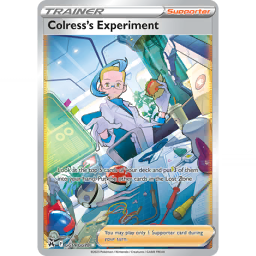 TRAINER Supporter
Colress's Experiment
Look at the top 5 cards of your deck and put 3 of them
into your hand. Put the other cards in the Lost Zone.
You may play only 1 Supporter card during
your turn.